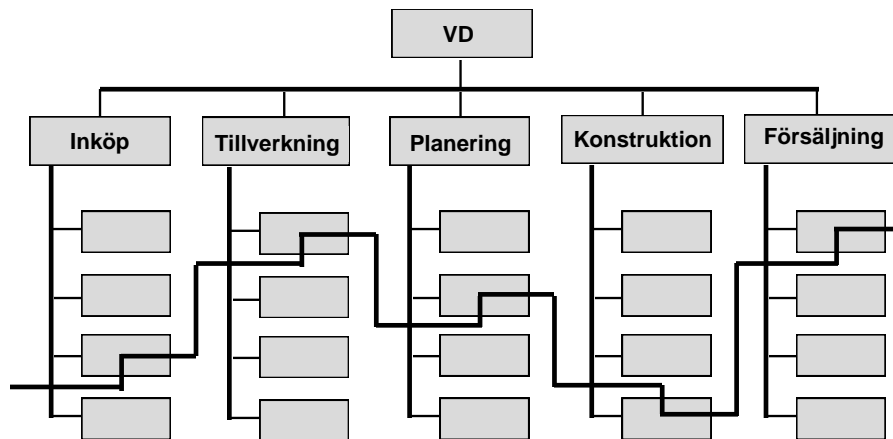 VD
Inköp
Tillverkning
Planering
Konstruktion
Försäljning